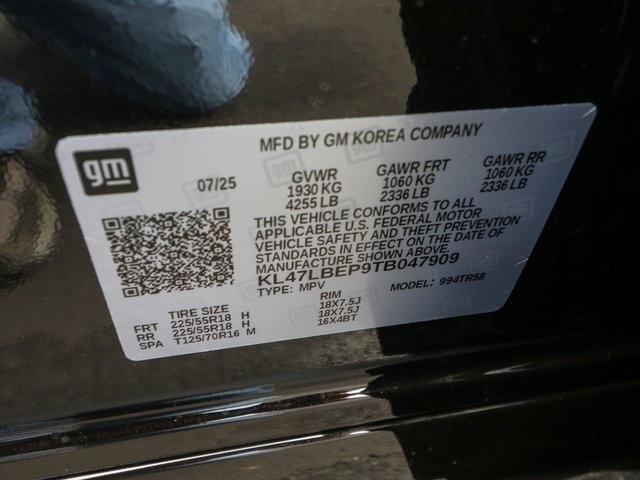 MFD BY GM KOREA COMPANY
gm
07/25
GVWR GAWR FRT GAWR RR
1930 KG 1060 KG 1060 KG
4255 LB 2336 LB 2336 LB
THIS VEHICLE CONFORMS TO ALL
APPLICABLE U.S. FEDERAL MOTOR
VEHICLE SAFETY AND THEFT PREVENTION
STANDARDS IN EFFECT ON THE DATE OF
MANUFACTURE SHOWN ABOVE.
KL47LBEP9TB047909
TYPE: MPV MODEL: 994TR58
TIRE SIZE RIM
FRT 225/55R18 H 18X7.5J
RR 225/55R18 H 18X7.5J
SPA T125/70R16 M 16X4BT